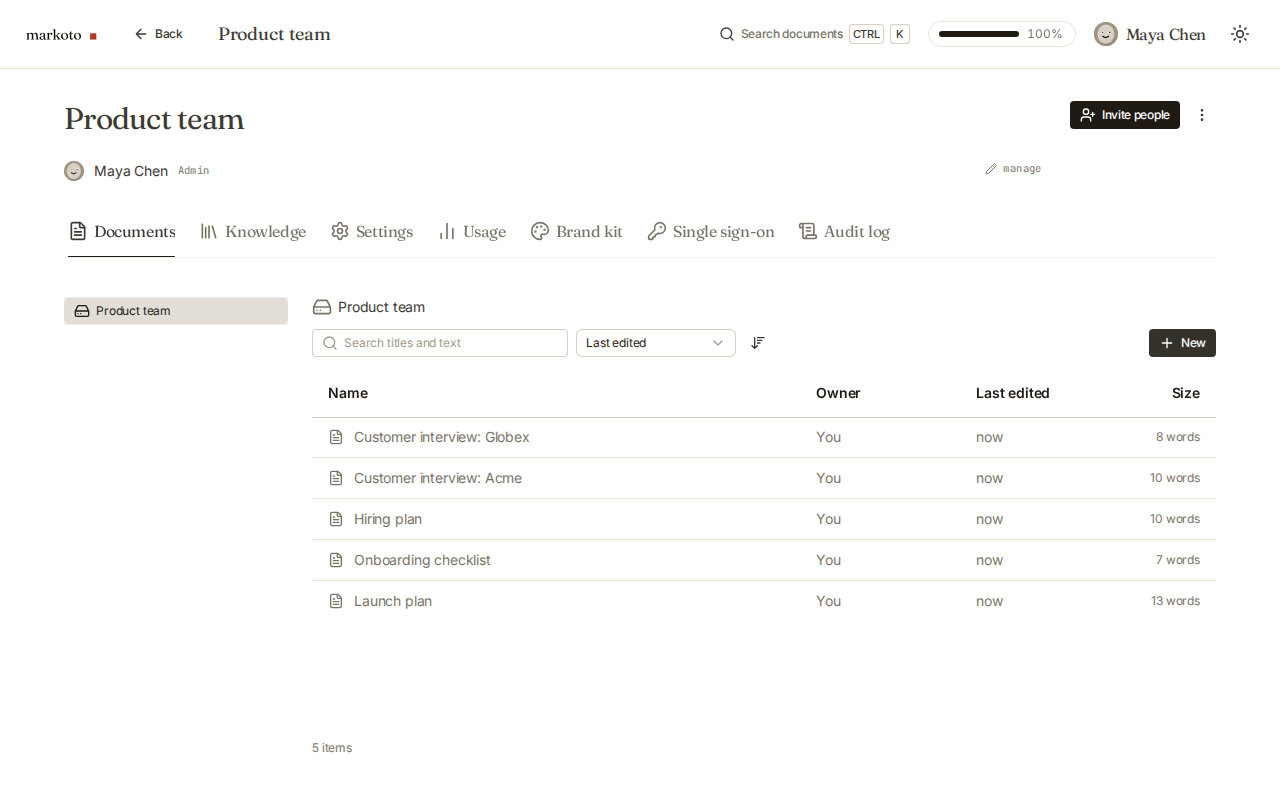 markoto
Back
Product team
Search documents CTRL K
100%
Maya Chen
Product team
Invite people
Maya Chen Admin
manage
Documents Knowledge Settings Usage Brand kit Single sign-on Audit log
Product team
Product team
Search titles and text
Last edited
New
Name Owner Last edited Size
Customer interview: Globex You now 8 words
Customer interview: Acme You now 10 words
Hiring plan You now 10 words
Onboarding checklist You now 7 words
Launch plan You now 13 words
5 items